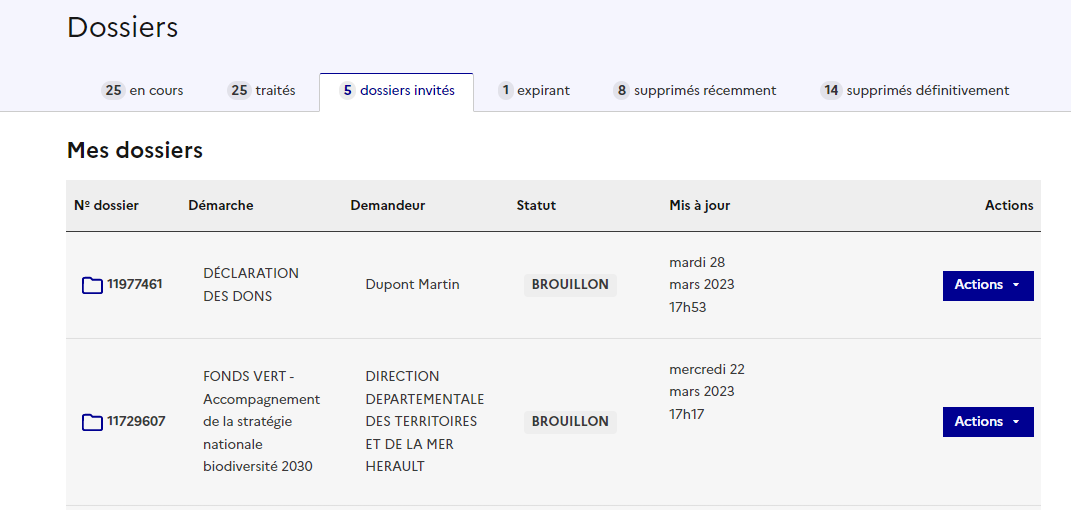 Dossiers
25 en cours 25 traités 5 dossiers invités 1 expirant 8 supprimés récemment 14 supprimés définitivement
Mes dossiers
Nº dossier Démarche Demandeur Statut Mis à jour Actions
11977461
DÉCLARATION
DES DONS
Dupont Martin
BROUILLON
mardi 28
mars 2023
17h53
Actions
11729607
FONDS VERT -
Accompagnement
de la stratégie
nationale
biodiversité 2030
DIRECTION
DEPARTEMENTALE
DES TERRITOIRES
ET DE LA MER
HERAULT
BROUILLON
mercredi 22
mars 2023
17h17
Actions